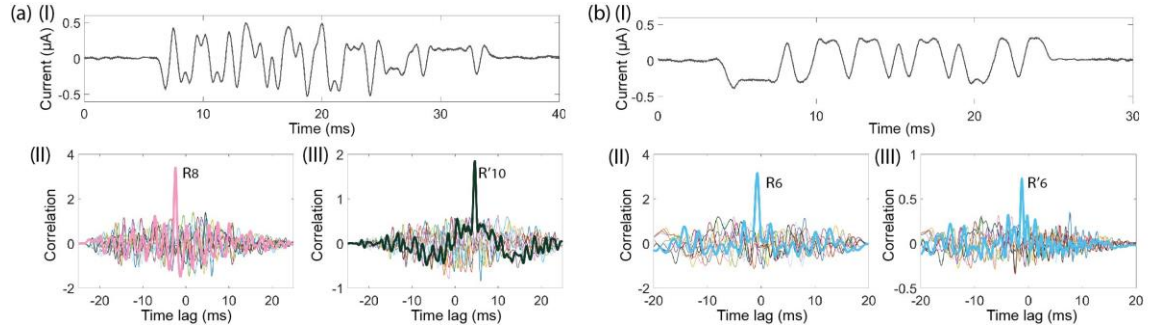 (a) (I)
Current (µA)
0.5
0
-0.5
0 10 20 30 40
Time (ms)
(II)
Correlation
4
2
0
-2
R8
-20 -10 0 10 20
Time lag (ms)
(III)
Correlation
2
1
0
-1
R'10
-20 -10 0 10 20
Time lag (ms)
(b) (I)
Current (µA)
0.5
0
-0.5
0 10 20 30
Time (ms)
(II)
Correlation
4
2
0
-2
R6
-20 -10 0 10 20
Time lag (ms)
(III)
Correlation
1
0.5
0
-0.5
R'6
-20 -10 0 10 20
Time lag (ms)